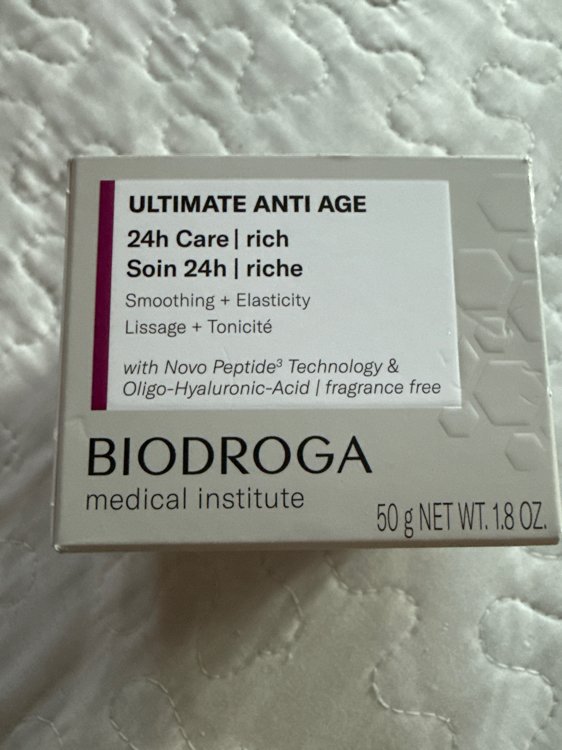 ULTIMATE ANTI AGE
24h Care | rich
Soin 24h | riche
Smoothing + Elasticity
Lissage + Tonicité
with Novo Peptide³ Technology &
Oligo-Hyaluronic-Acid | fragrance free
BIODROGA
medical institute
50 g NET WT. 1.8 OZ.